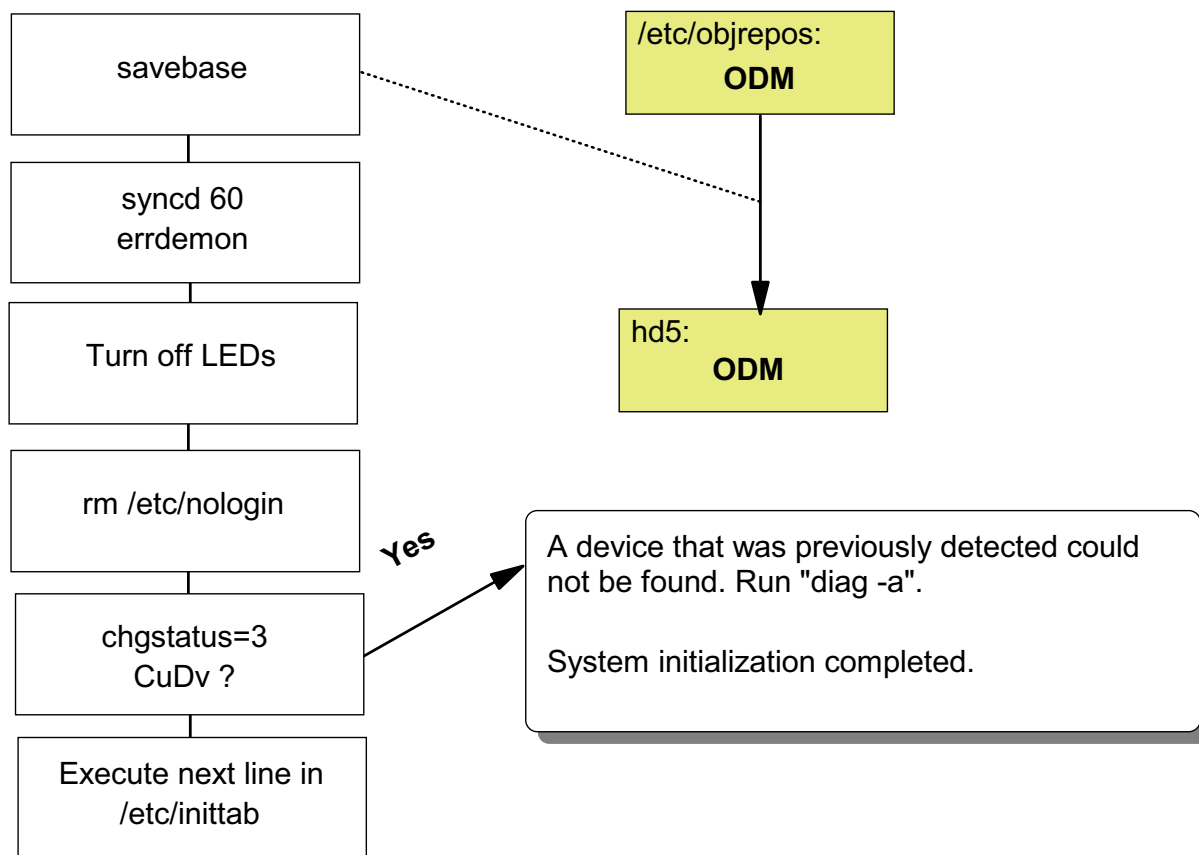 savebase
syncd 60
errdemon
Turn off LEDs
rm /etc/nologin
chgstatus=3
CuDv ?
Execute next line in
/etc/inittab
/etc/objrepos:
ODM
hd5:
ODM
Yes
A device that was previously detected could
not be found. Run "diag -a".
System initialization completed.